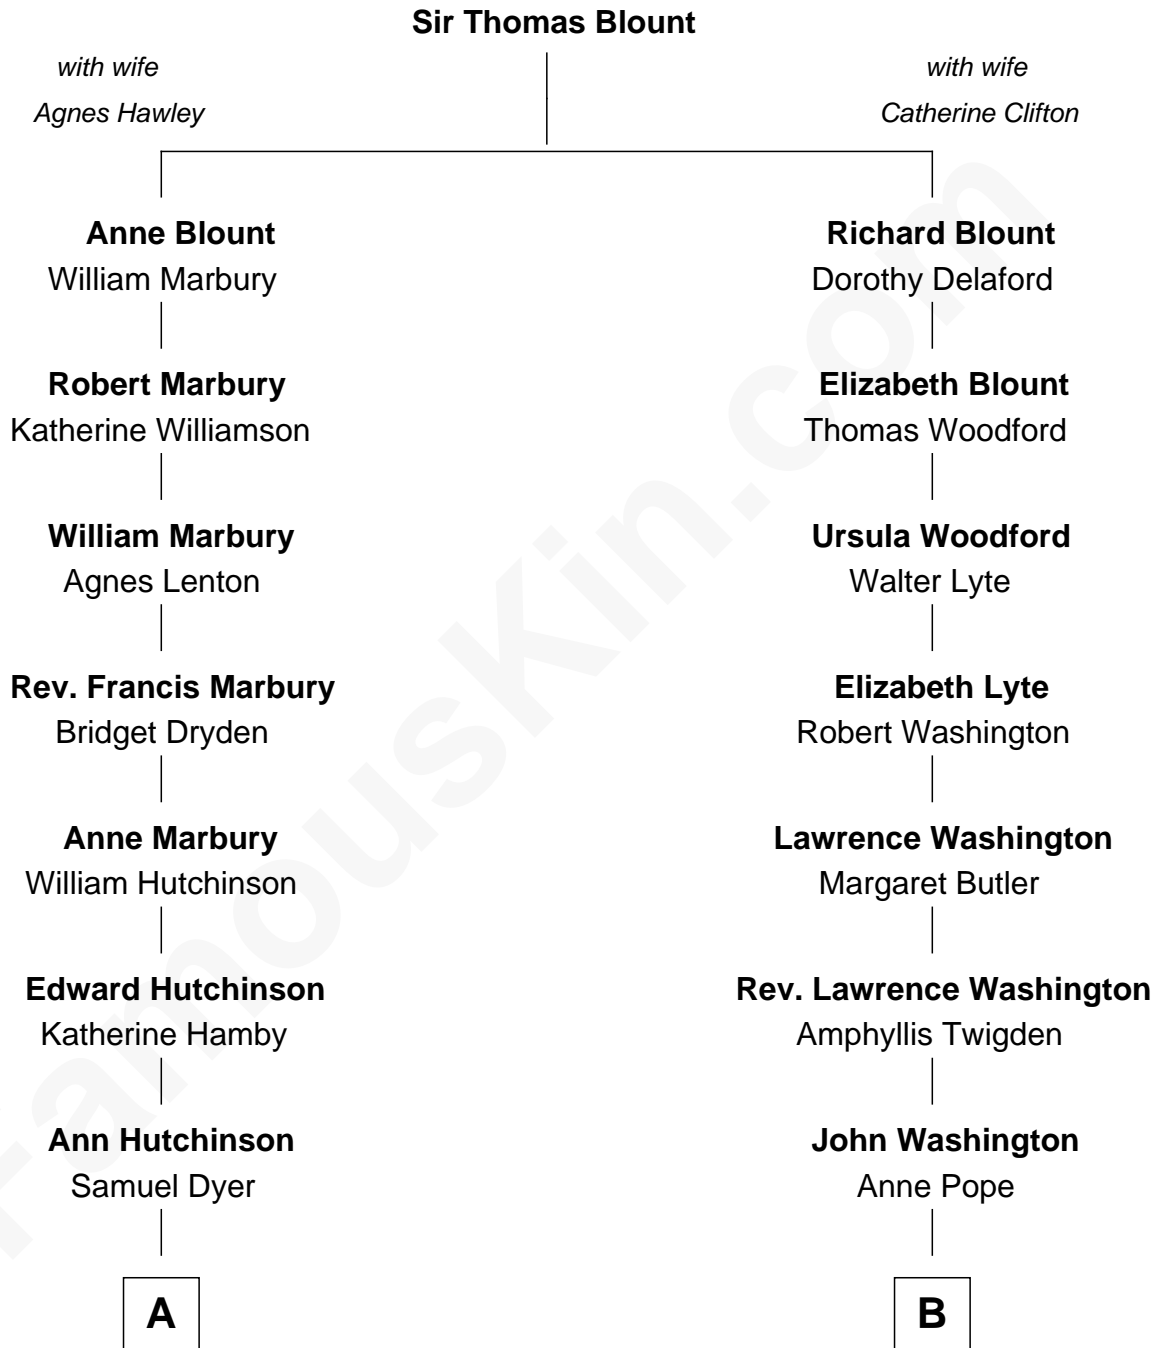 Sir Thomas Blount
with wife
Agnes Hawley
with wife
Catherine Clifton
Anne Blount
William Marbury
Richard Blount
Dorothy Delaford
Robert Marbury
Katherine Williamson
Elizabeth Blount
Thomas Woodford
William Marbury
Agnes Lenton
Ursula Woodford
Walter Lyte
Rev. Francis Marbury
Bridget Dryden
Elizabeth Lyte
Robert Washington
Anne Marbury
William Hutchinson
Lawrence Washington
Margaret Butler
Edward Hutchinson
Katherine Hamby
Rev. Lawrence Washington
Amphyllis Twigden
Ann Hutchinson
Samuel Dyer
John Washington
Anne Pope
A
B
FamousKin.com